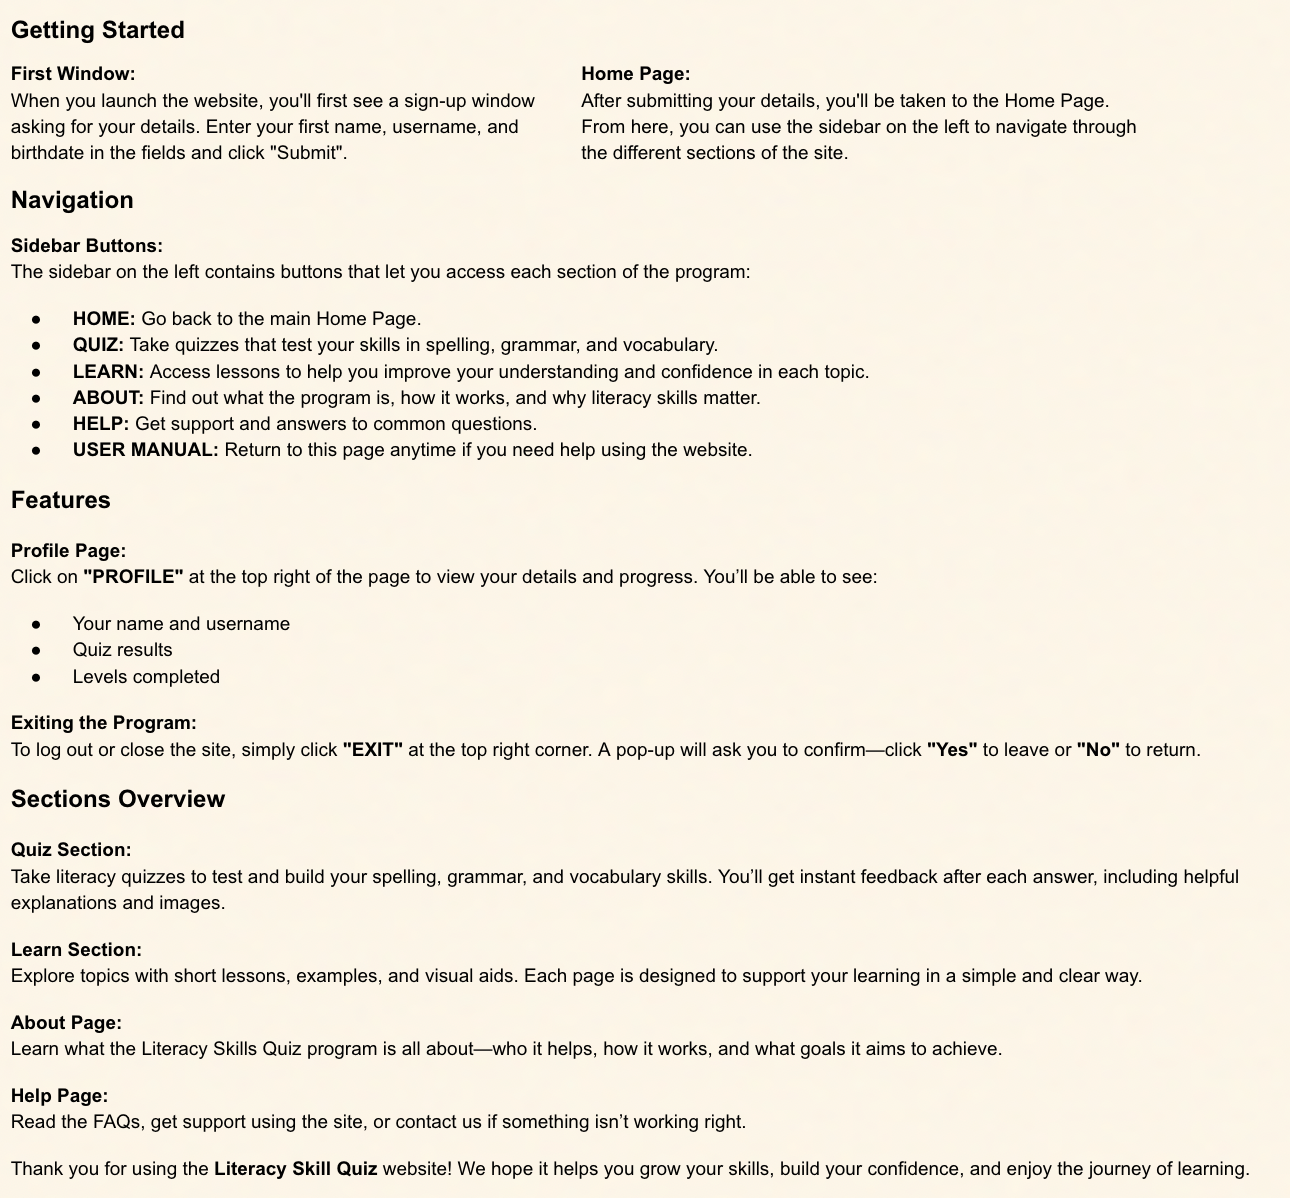 Getting Started
First Window:
When you launch the website, you'll first see a sign-up window
asking for your details. Enter your first name, username, and
birthdate in the fields and click "Submit".
Home Page:
After submitting your details, you'll be taken to the Home Page.
From here, you can use the sidebar on the left to navigate through
the different sections of the site.
Navigation
Sidebar Buttons:
The sidebar on the left contains buttons that let you access each section of the program:
● HOME: Go back to the main Home Page.
● QUIZ: Take quizzes that test your skills in spelling, grammar, and vocabulary.
● LEARN: Access lessons to help you improve your understanding and confidence in each topic.
● ABOUT: Find out what the program is, how it works, and why literacy skills matter.
● HELP: Get support and answers to common questions.
● USER MANUAL: Return to this page anytime if you need help using the website.
Features
Profile Page:
Click on "PROFILE" at the top right of the page to view your details and progress. You’ll be able to see:
● Your name and username
● Quiz results
● Levels completed
Exiting the Program:
To log out or close the site, simply click "EXIT" at the top right corner. A pop-up will ask you to confirm—click "Yes" to leave or "No" to return.
Sections Overview
Quiz Section:
Take literacy quizzes to test and build your spelling, grammar, and vocabulary skills. You’ll get instant feedback after each answer, including helpful
explanations and images.
Learn Section:
Explore topics with short lessons, examples, and visual aids. Each page is designed to support your learning in a simple and clear way.
About Page:
Learn what the Literacy Skills Quiz program is all about—who it helps, how it works, and what goals it aims to achieve.
Help Page:
Read the FAQs, get support using the site, or contact us if something isn’t working right.
Thank you for using the Literacy Skill Quiz website! We hope it helps you grow your skills, build your confidence, and enjoy the journey of learning.